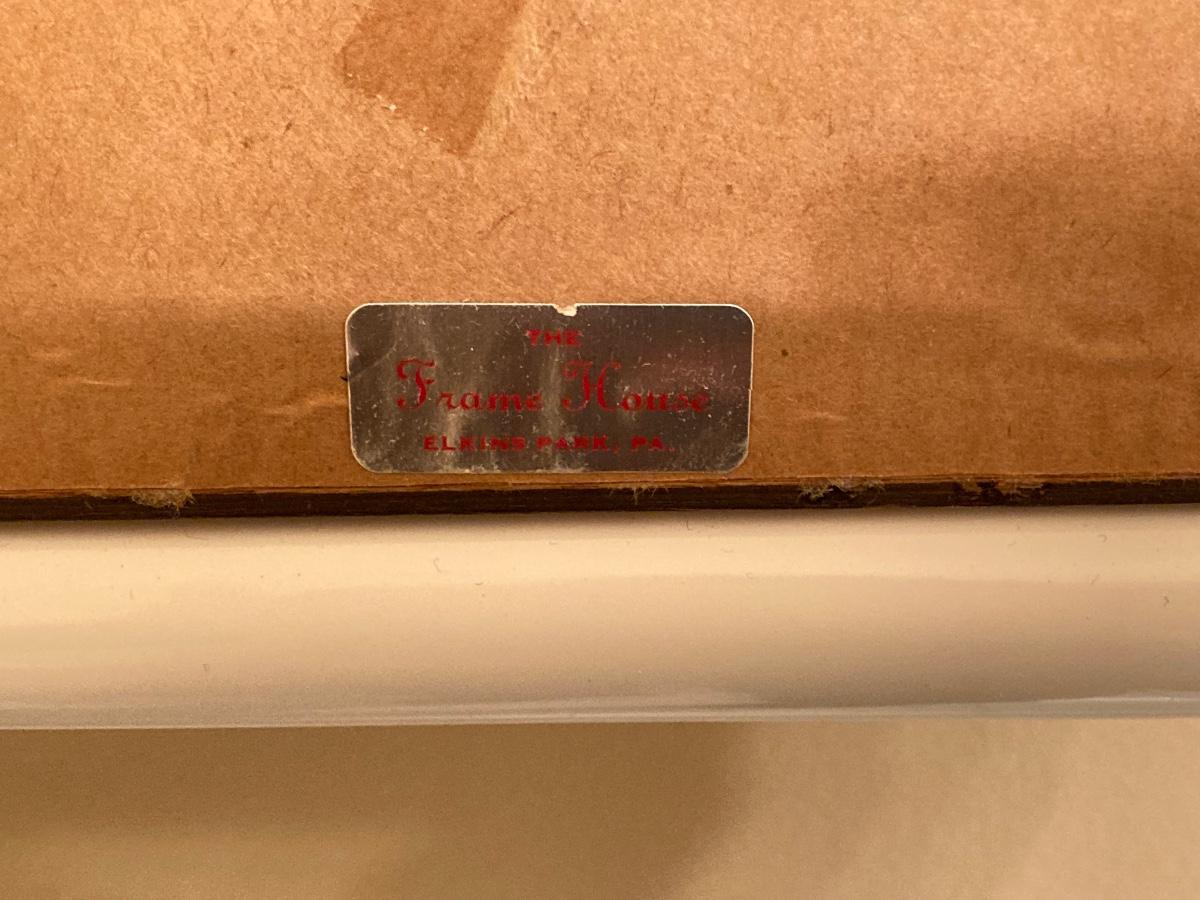 THE
Frame House
ELKINS PARK, PA.